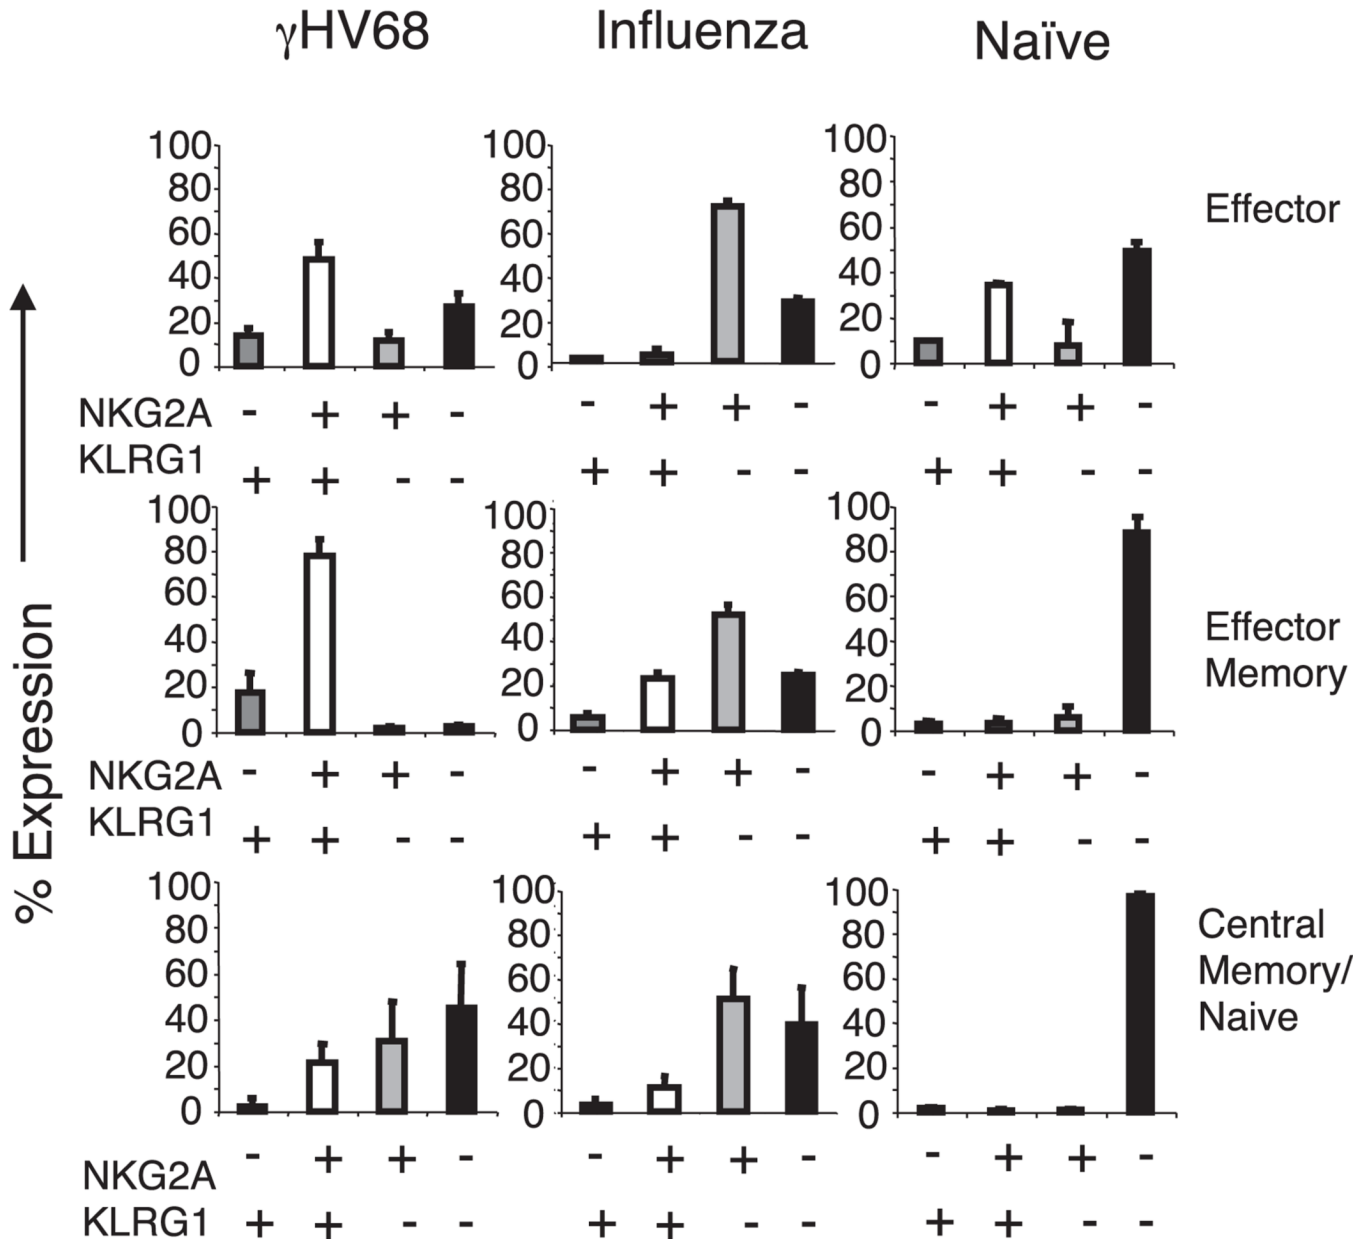 γHV68 Influenza Naïve
100 100 100
80 80 80
60 60 60
40 40 40
20 20 20
0 0 0
Effector
NKG2A - + + - - + + - - + + -
KLRG1 + + - - + + - - + + - -
100 100 100
80 80 80
60 60 60
40 40 40
20 20 20
0 0 0
Effector
Memory
NKG2A - + + - - + + - - + + -
KLRG1 + + - - + + - - + + - -
100 100 100
80 80 80
60 60 60
40 40 40
20 20 20
0 0 0
Central
Memory/
Naive
NKG2A - + + - - + + - - + + -
KLRG1 + + - - + + - - + + - -
% Expression